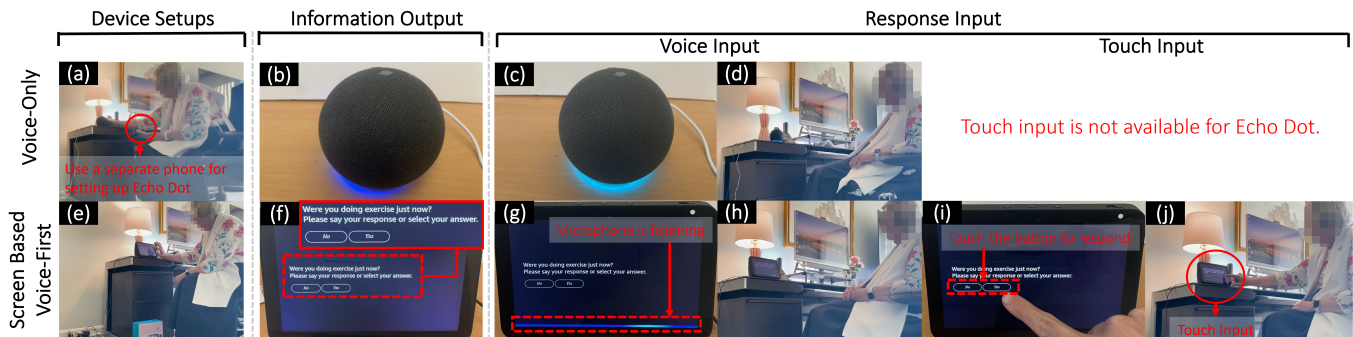 Device Setups
Information Output
Response Input
Voice Input
Touch Input
Voice-Only
(a)
Use a separate phone for
setting up Echo Dot
(b)
(c)
(d)
Touch input is not available for Echo Dot.
Screen Based
Voice-First
(e)
(f)
Were you doing exercise just now?
Please say your response or select your answer.
No
Yes
Were you doing exercise just now?
Please say your response or select your answer.
No
Yes
(g)
Microphone is listening
Were you doing exercise just now?
Please say your response or select your answer.
No
Yes
(h)
(i)
Touch the button to respond
Were you doing exercise just now?
Please say your response or select your answer.
No
Yes
(j)
Touch Input